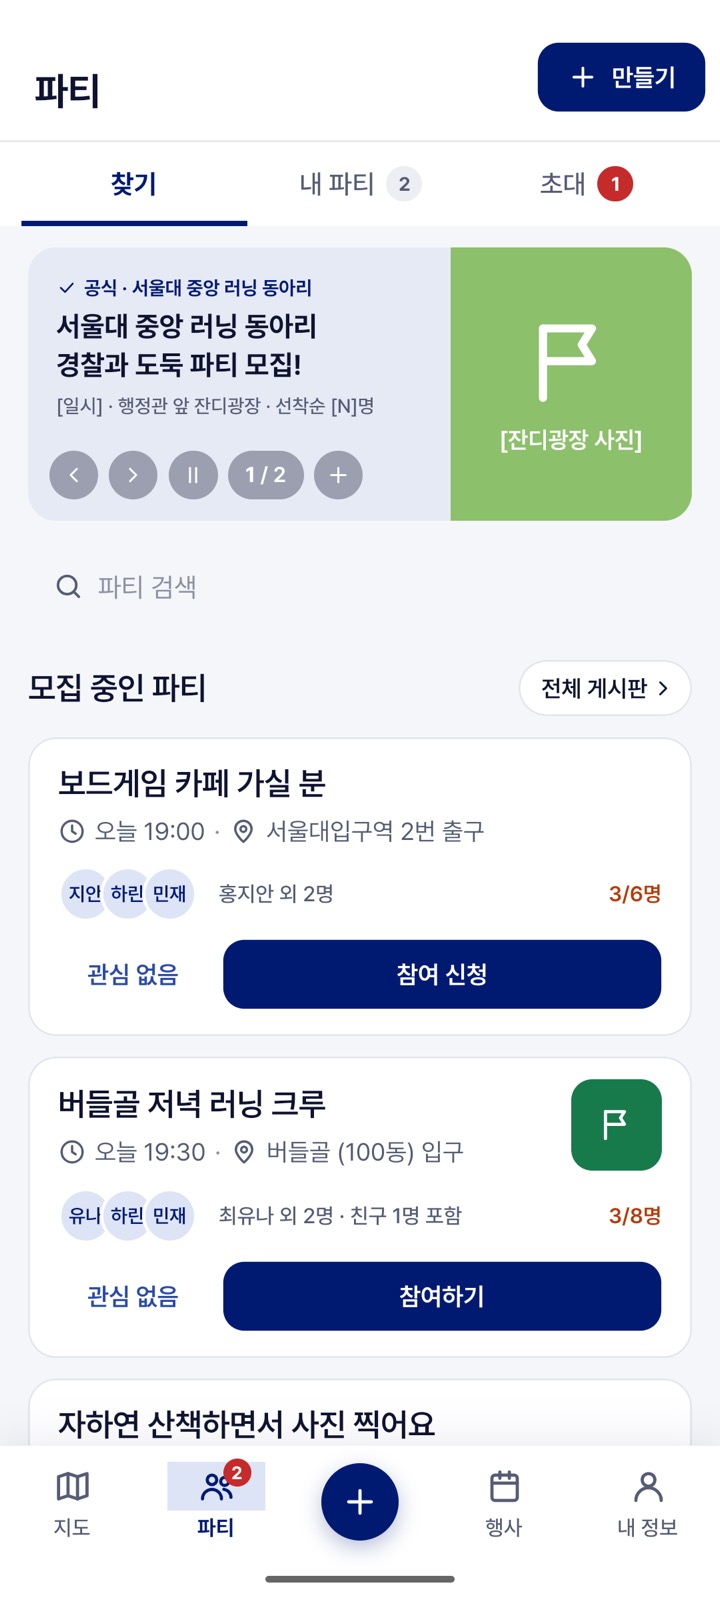 파티
만들기
찾기
내 파티 2
초대 1
공식 · 서울대 중앙 러닝 동아리
서울대 중앙 러닝 동아리
경찰과 도둑 파티 모집!
[일시] · 행정관 앞 잔디광장 · 선착순 [N]명
1 / 2
[잔디광장 사진]
파티 검색
모집 중인 파티
전체 게시판
보드게임 카페 가실 분
오늘 19:00 · 서울대입구역 2번 출구
지안 하린 민재 홍지안 외 2명 3/6명
관심 없음 참여 신청
버들골 저녁 러닝 크루
오늘 19:30 · 버들골 (100동) 입구
유나 하린 민재 최유나 외 2명 · 친구 1명 포함 3/8명
관심 없음 참여하기
자하연 산책하면서 사진 찍어요
2
지도 파티 행사 내 정보